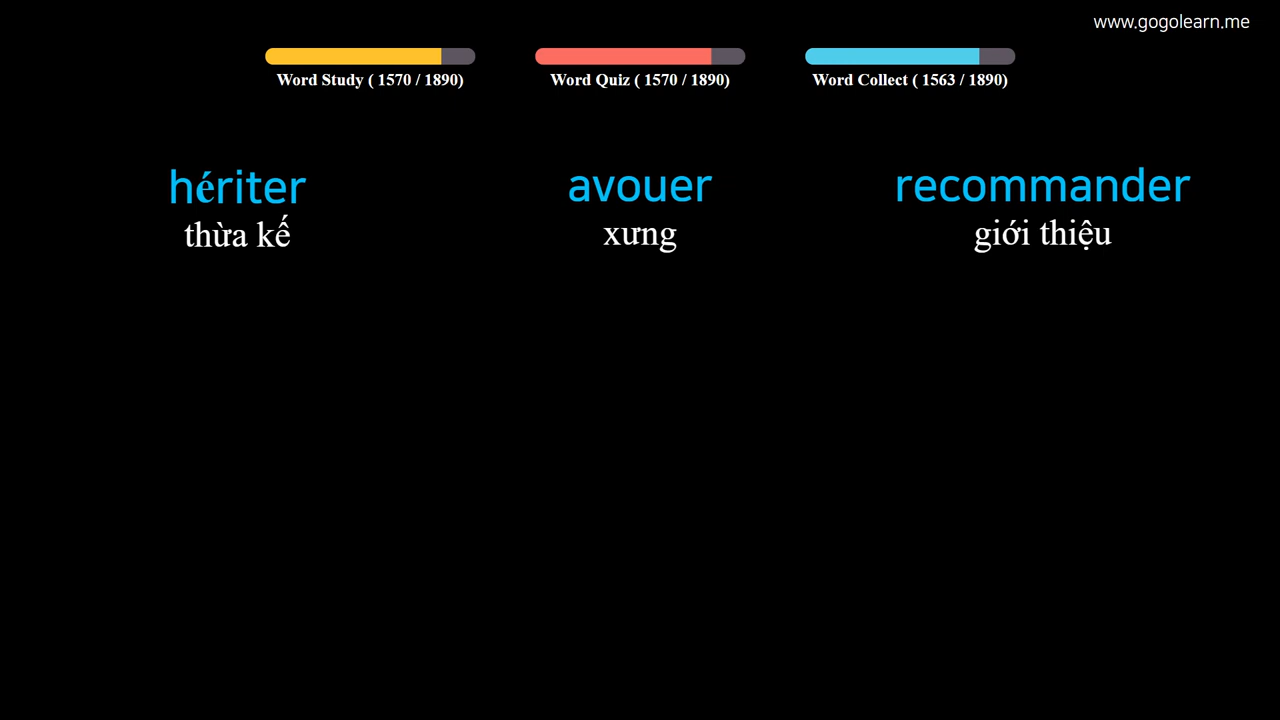 www.gogolearn.me
Word Study ( 1570 / 1890)
Word Quiz ( 1570 / 1890)
Word Collect ( 1563 / 1890)
hériter
avouer
recommander
thừa kế
xưng
giới thiệu